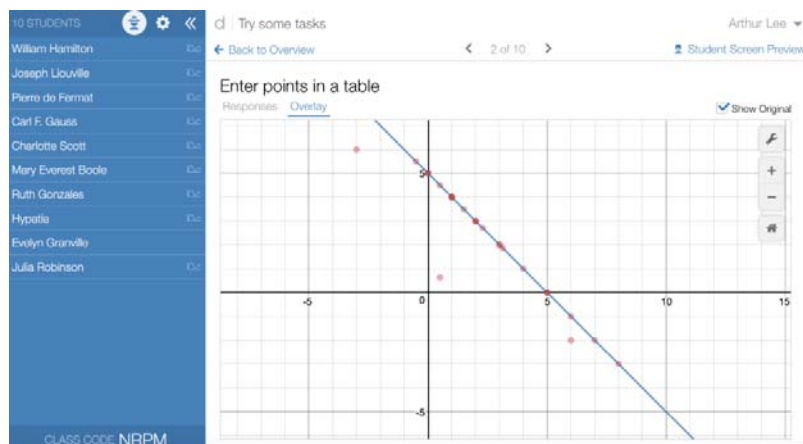 10 STUDENTS
William Hamilton
Joseph Liouville
Pierre de Fermat
Carl F. Gauss
Charlotte Scott
Mary Everest Boole
Ruth Gonzales
Hypatia
Evelyn Granville
Julia Robinson
CLASS CODE NRPM
d Try some tasks
Arthur Lee
Back to Overview
2 of 10
Student Screen Preview
Enter points in a table
Responses Overlay
Show Original
5
-5 0 5 10 15
-5